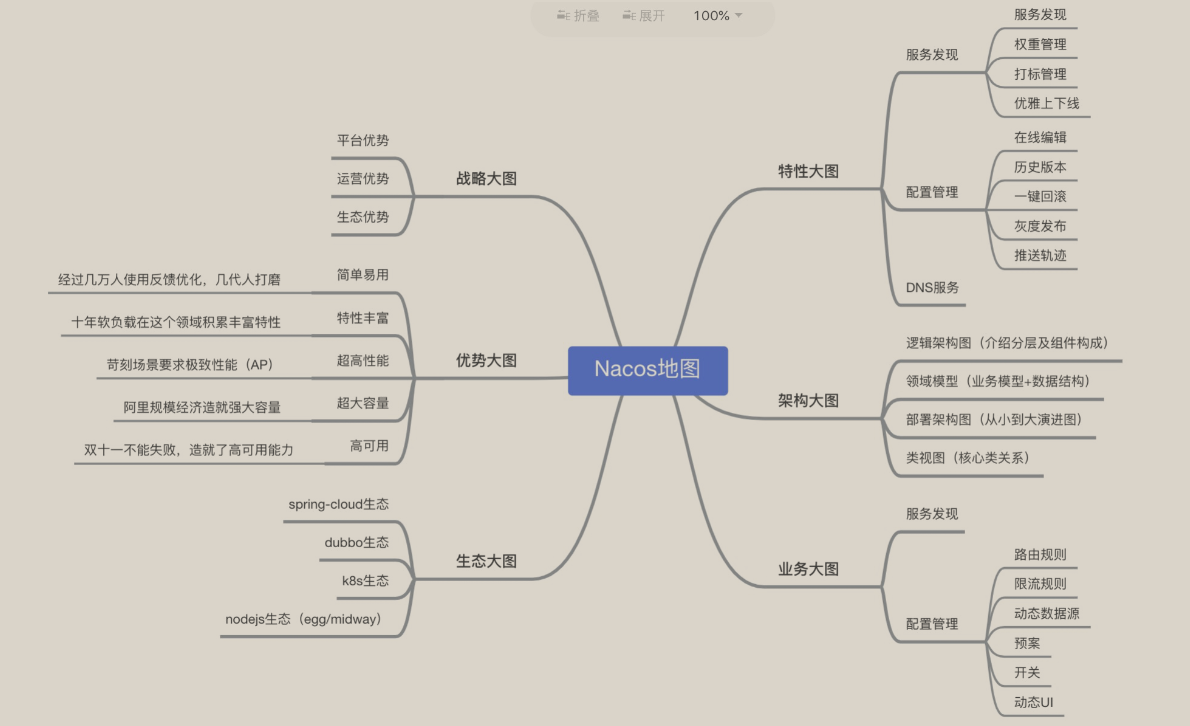 折叠 展开 100%
Nacos地图
特性大图
服务发现
服务发现
权重管理
打标管理
优雅上下线
配置管理
在线编辑
历史版本
一键回滚
灰度发布
推送轨迹
DNS服务
架构大图
逻辑架构图（介绍分层及组件构成）
领域模型（业务模型+数据结构）
部署架构图（从小到大演进图）
类视图（核心类关系）
业务大图
服务发现
配置管理
路由规则
限流规则
动态数据源
预案
开关
动态UI
战略大图
平台优势
运营优势
生态优势
优势大图
简单易用
经过几万人使用反馈优化，几代人打磨
特性丰富
十年软负载在这个领域积累丰富特性
超高性能
苛刻场景要求极致性能（AP）
超大容量
阿里规模经济造就强大容量
高可用
双十一不能失败，造就了高可用能力
生态大图
spring-cloud生态
dubbo生态
k8s生态
nodejs生态（egg/midway）